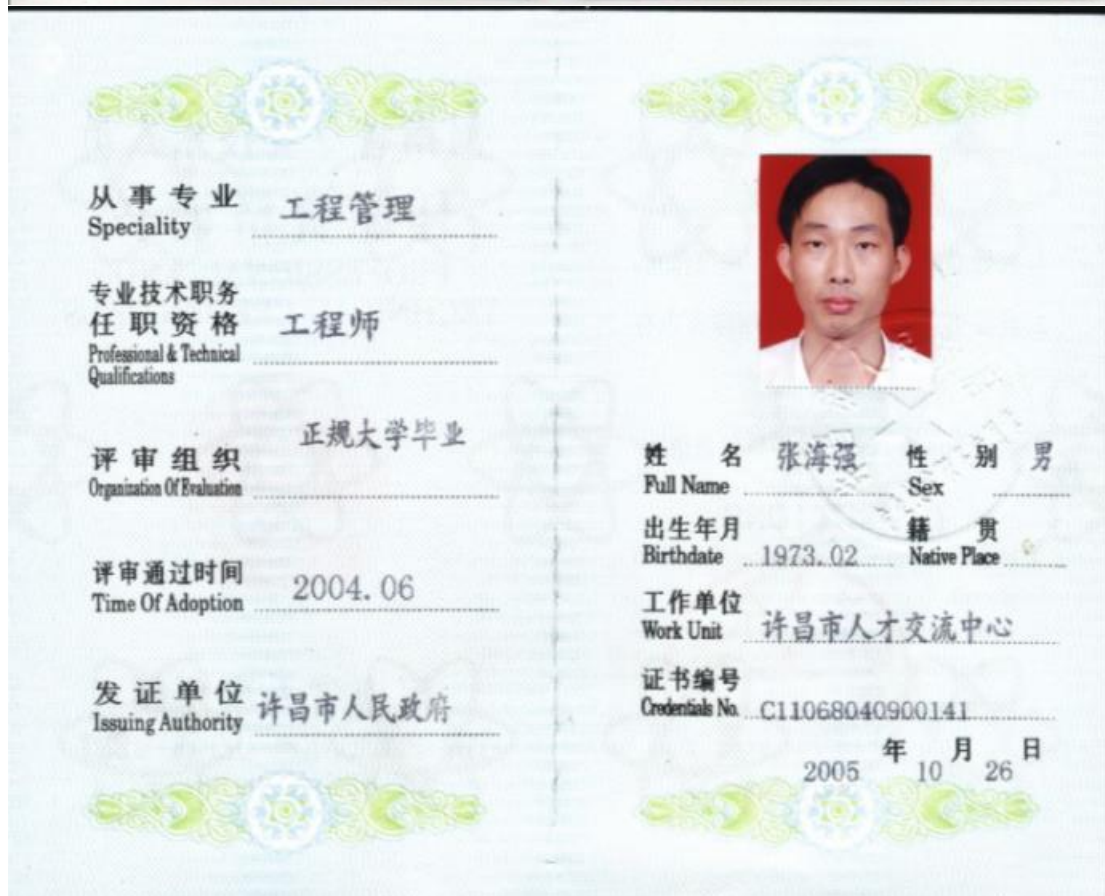 从事专业 工程管理
Speciality
专业技术职务
任职资格 工程师
Professional & Technical
Qualifications
正规大学毕业
评审组织
Organization Of Evaluation
评审通过时间
Time Of Adoption 2004.06
发证单位 许昌市人民政府
Issuing Authority
姓名 张海强 性别 男
Full Name Sex
出生年月 籍贯
Birthdate 1973.02 Native Place
工作单位
Work Unit 许昌市人才交流中心
证书编号
Credentials No. C11068040900141
年 月 日
2005 10 26